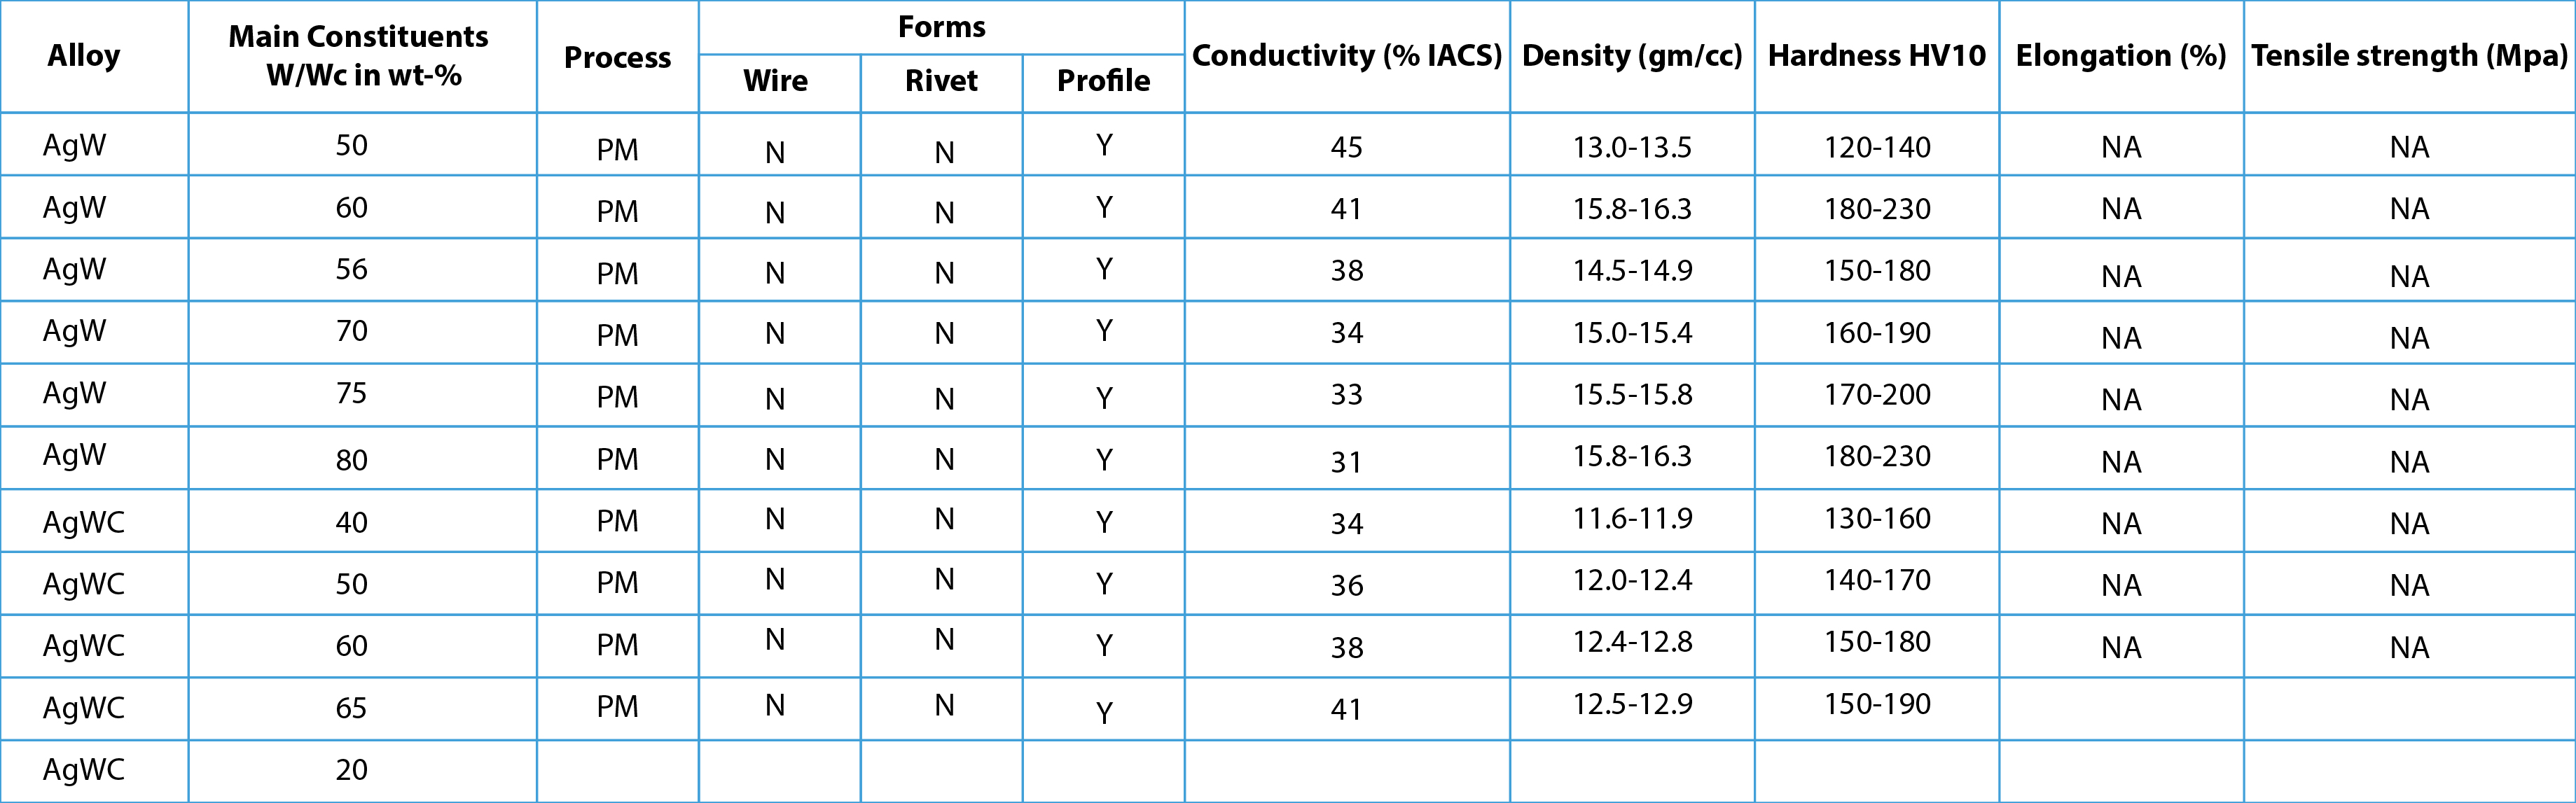 Alloy Main Constituents W/Wc in wt-% Process Forms Conductivity (% IACS) Density (gm/cc) Hardness HV10 Elongation (%) Tensile strength (Mpa)
Wire Rivet Profile
AgW 50 PM N N Y 45 13.0-13.5 120-140 NA NA
AgW 60 PM N N Y 41 15.8-16.3 180-230 NA NA
AgW 56 PM N N Y 38 14.5-14.9 150-180 NA NA
AgW 70 PM N N Y 34 15.0-15.4 160-190 NA NA
AgW 75 PM N N Y 33 15.5-15.8 170-200 NA NA
AgW 80 PM N N Y 31 15.8-16.3 180-230 NA NA
AgWC 40 PM N N Y 34 11.6-11.9 130-160 NA NA
AgWC 50 PM N N Y 36 12.0-12.4 140-170 NA NA
AgWC 60 PM N N Y 38 12.4-12.8 150-180 NA NA
AgWC 65 PM N N Y 41 12.5-12.9 150-190
AgWC 20